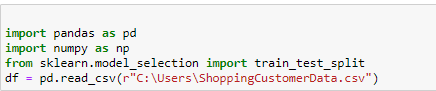 import pandas as pd
import numpy as np
from sklearn.model_selection import train_test_split
df = pd.read_csv(r"C:\Users\ShoppingCustomerData.csv")